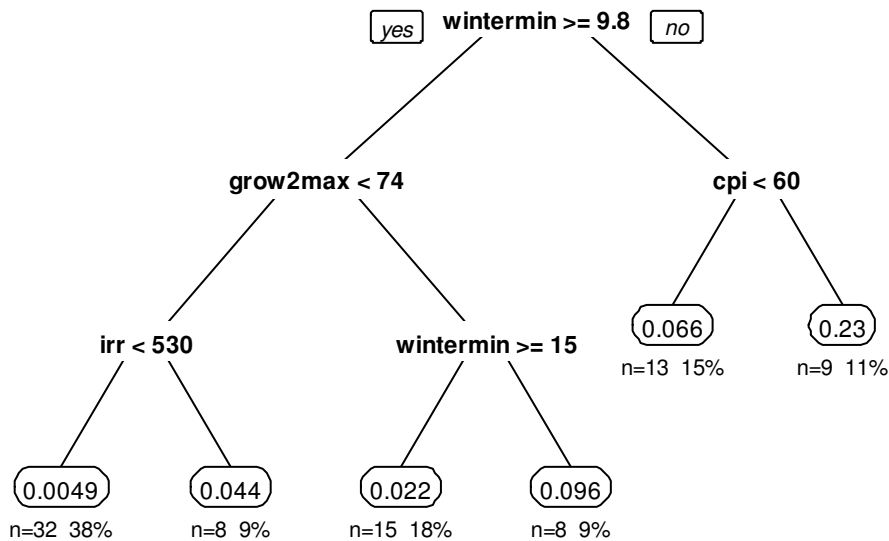 yes wintermin >= 9.8 no
grow2max < 74 cpi < 60
irr < 530 wintermin >= 15 0.066 0.23
n=13 15% n=9 11%
0.0049 0.044 0.022 0.096
n=32 38% n=8 9% n=15 18% n=8 9%